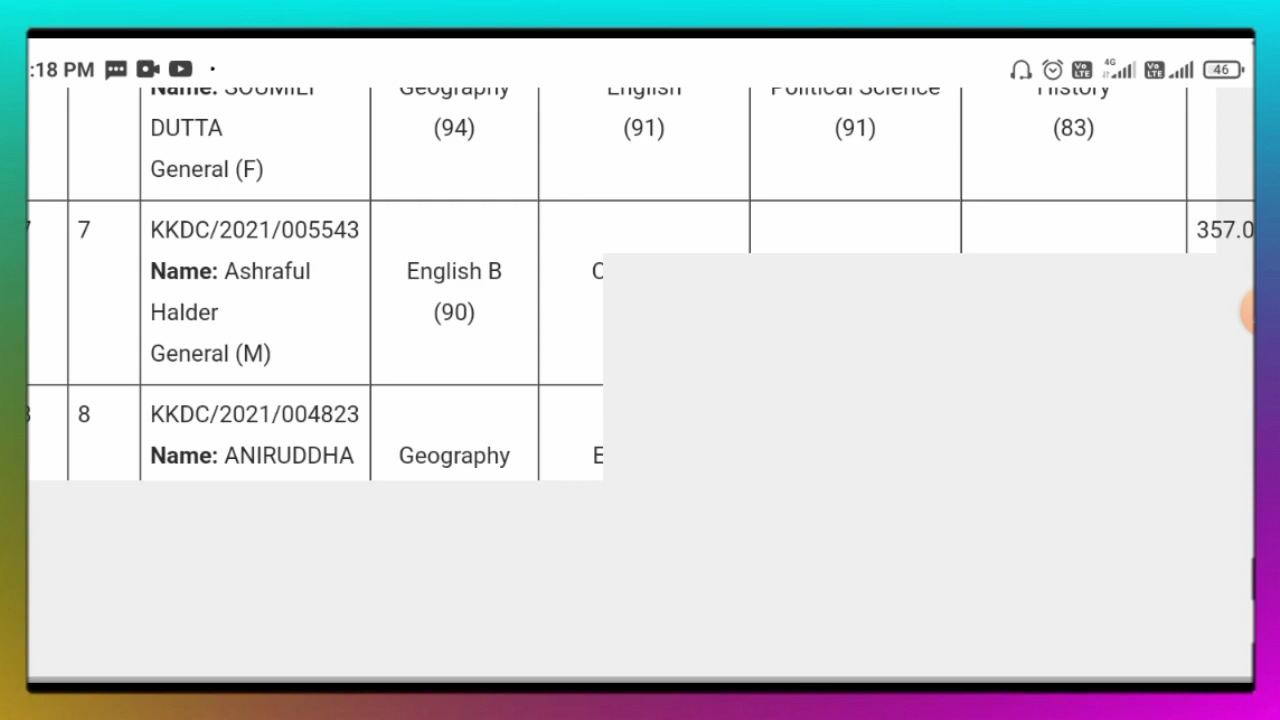 :18 PM
46
Name: SOUMILI Geography English Political Science History
DUTTA (94) (91) (91) (83)
General (F)
7 KKDC/2021/005543 357.0
Name: Ashraful English B
Halder (90)
General (M)
8 KKDC/2021/004823
Name: ANIRUDDHA Geography